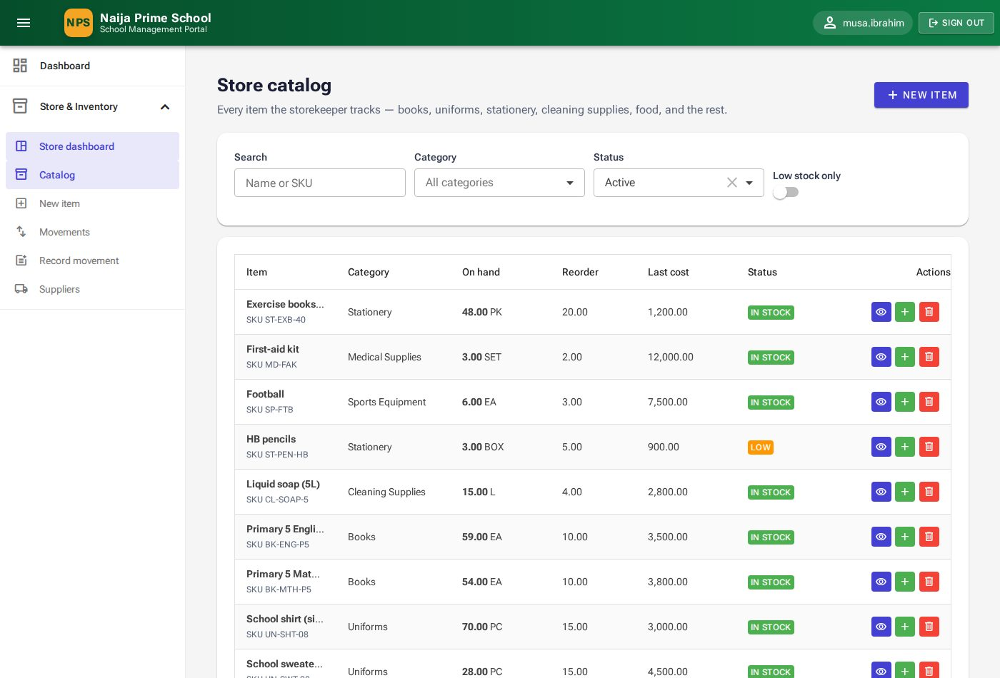 NPS
Naija Prime School
School Management Portal
musa.ibrahim
SIGN OUT
Dashboard
Store & Inventory
Store dashboard
Catalog
New item
Movements
Record movement
Suppliers
Store catalog
Every item the storekeeper tracks — books, uniforms, stationery, cleaning supplies, food, and the rest.
NEW ITEM
Search
Name or SKU
Category
All categories
Status
Active
Low stock only
Item Category On hand Reorder Last cost Status Actions
Exercise books... Stationery 48.00 PK 20.00 1,200.00 IN STOCK
SKU ST-EXB-40
First-aid kit Medical Supplies 3.00 SET 2.00 12,000.00 IN STOCK
SKU MD-FAK
Football Sports Equipment 6.00 EA 3.00 7,500.00 IN STOCK
SKU SP-FTB
HB pencils Stationery 3.00 BOX 5.00 900.00 LOW
SKU ST-PEN-HB
Liquid soap (5L) Cleaning Supplies 15.00 L 4.00 2,800.00 IN STOCK
SKU CL-SOAP-5
Primary 5 Engli... Books 59.00 EA 10.00 3,500.00 IN STOCK
SKU BK-ENG-P5
Primary 5 Mat... Books 54.00 EA 10.00 3,800.00 IN STOCK
SKU BK-MTH-P5
School shirt (si... Uniforms 70.00 PC 15.00 3,000.00 IN STOCK
SKU UN-SHT-08
School sweate... Uniforms 28.00 PC 15.00 4,500.00 IN STOCK